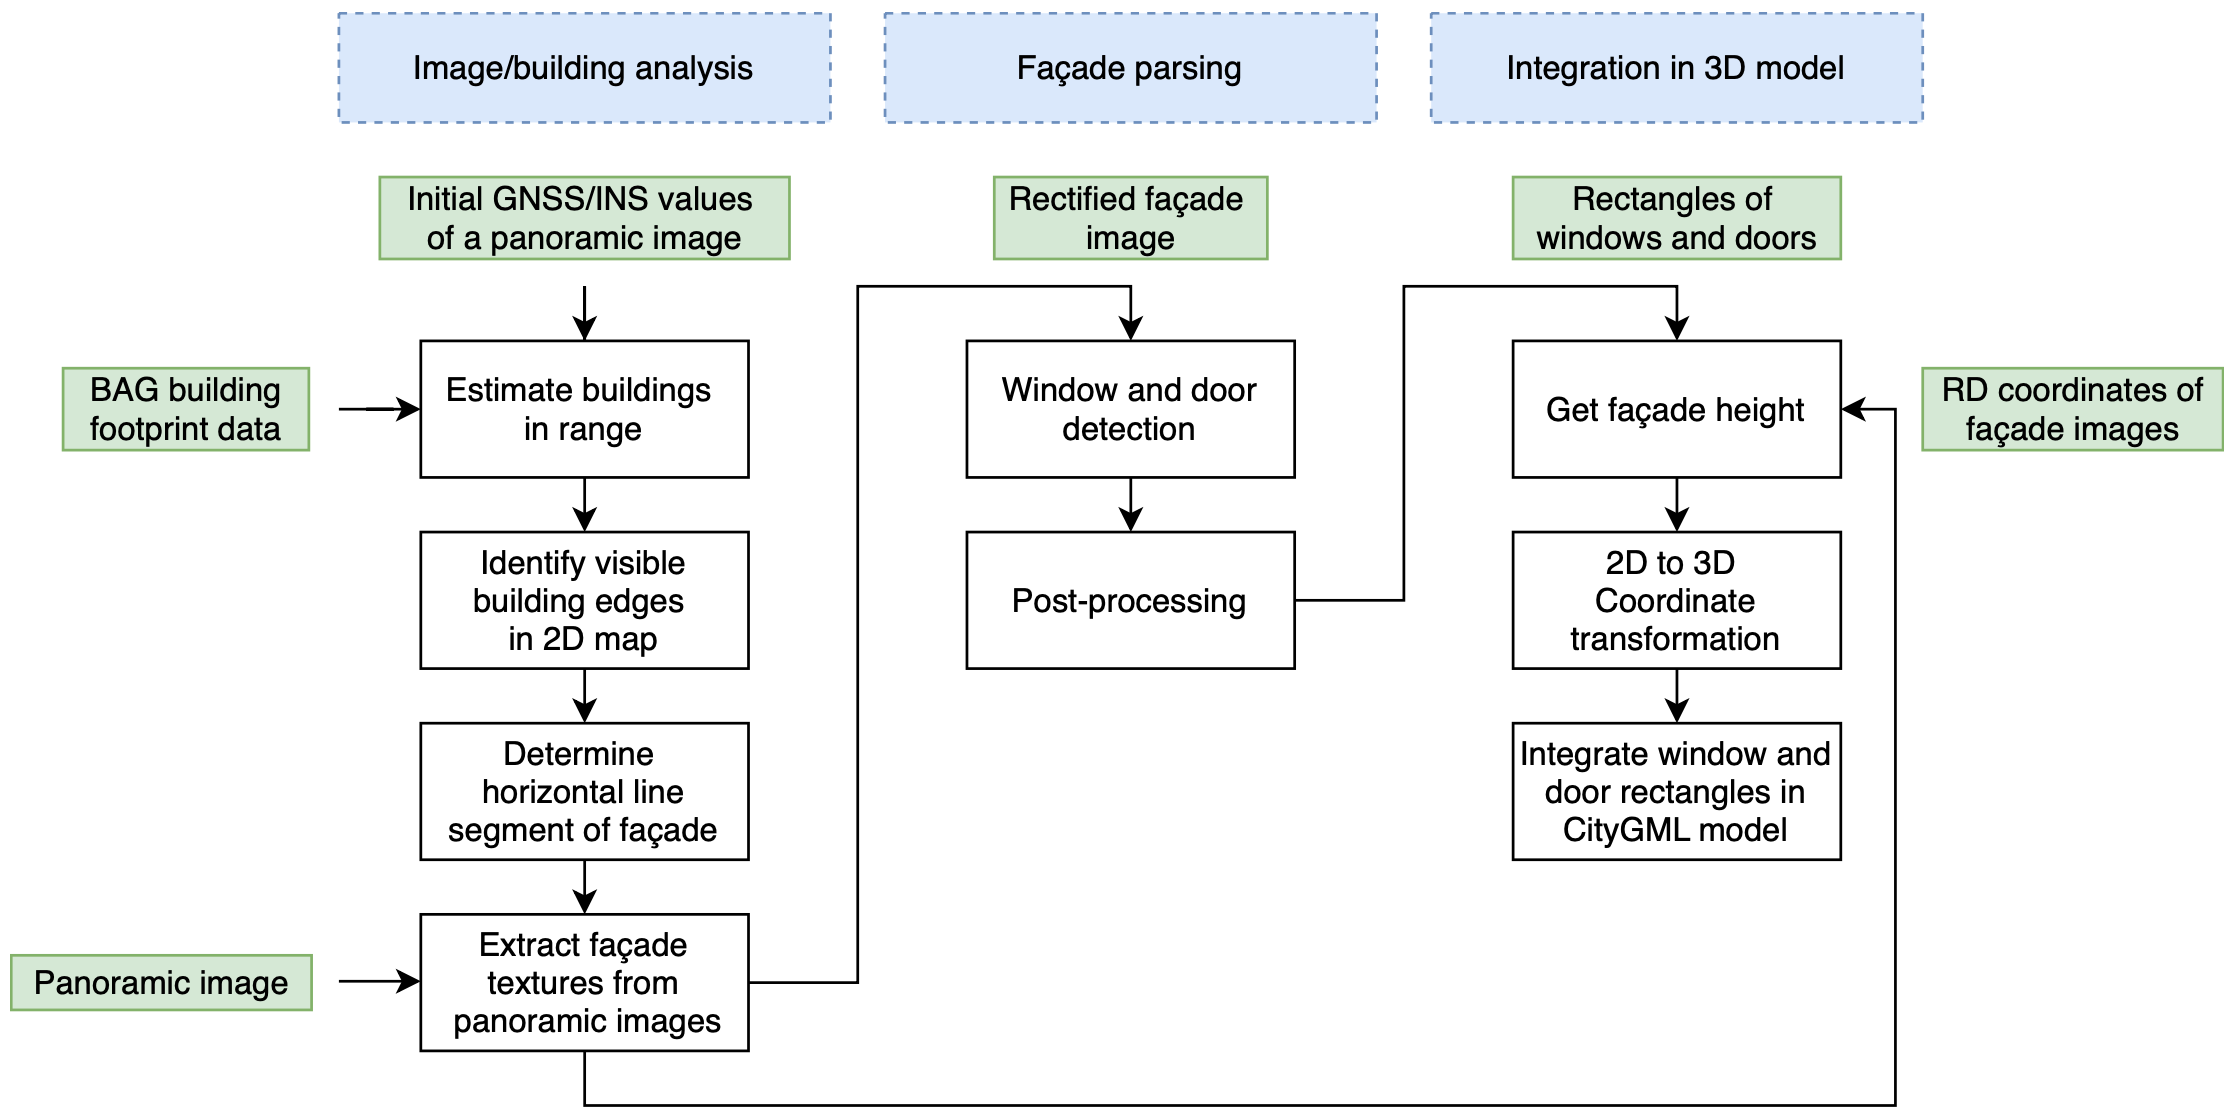 Image/building analysis
Façade parsing
Integration in 3D model
Initial GNSS/INS values
of a panoramic image
Rectified façade
image
Rectangles of
windows and doors
BAG building
footprint data
Estimate buildings
in range
Window and door
detection
Get façade height
RD coordinates of
façade images
Identify visible
building edges
in 2D map
Post-processing
2D to 3D
Coordinate
transformation
Determine
horizontal line
segment of façade
Integrate window and
door rectangles in
CityGML model
Panoramic image
Extract façade
textures from
panoramic images